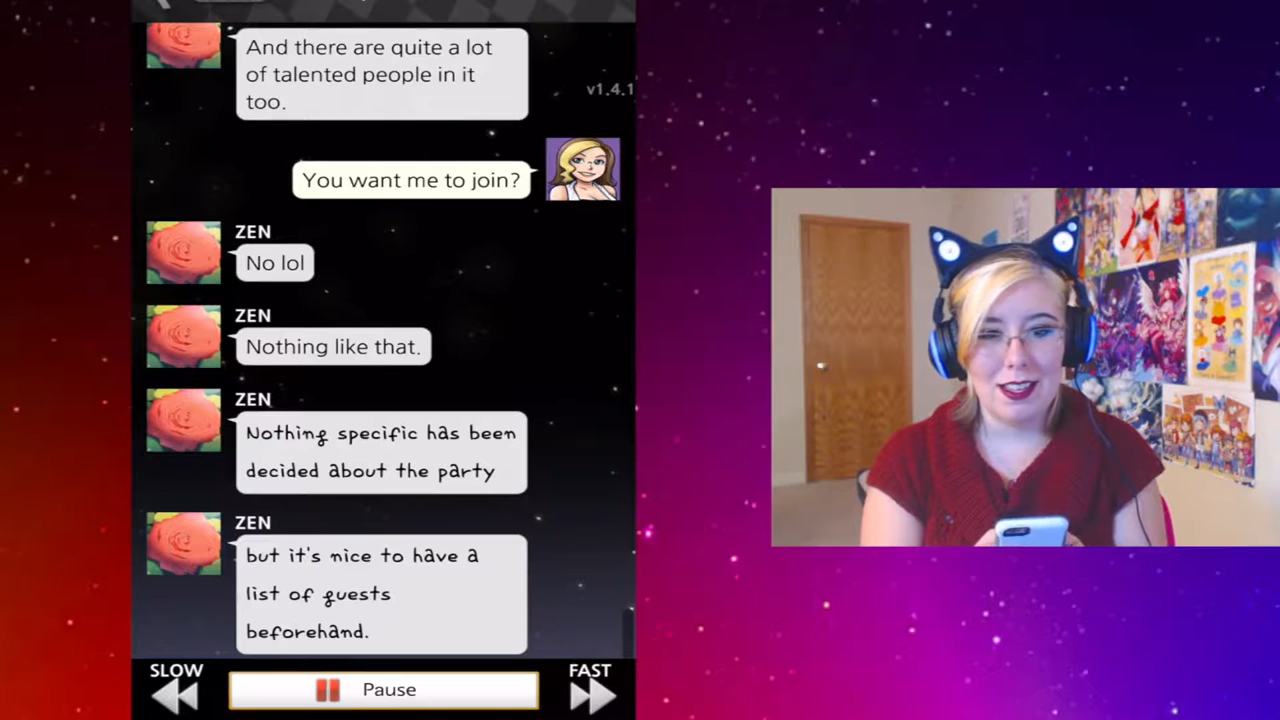 And there are quite a lot
of talented people in it
too.
v1.4.1
You want me to join?
ZEN
No lol
ZEN
Nothing like that.
ZEN
Nothing specific has been
decided about the party
ZEN
but it's nice to have a
list of guests
beforehand.
SLOW
Pause
FAST